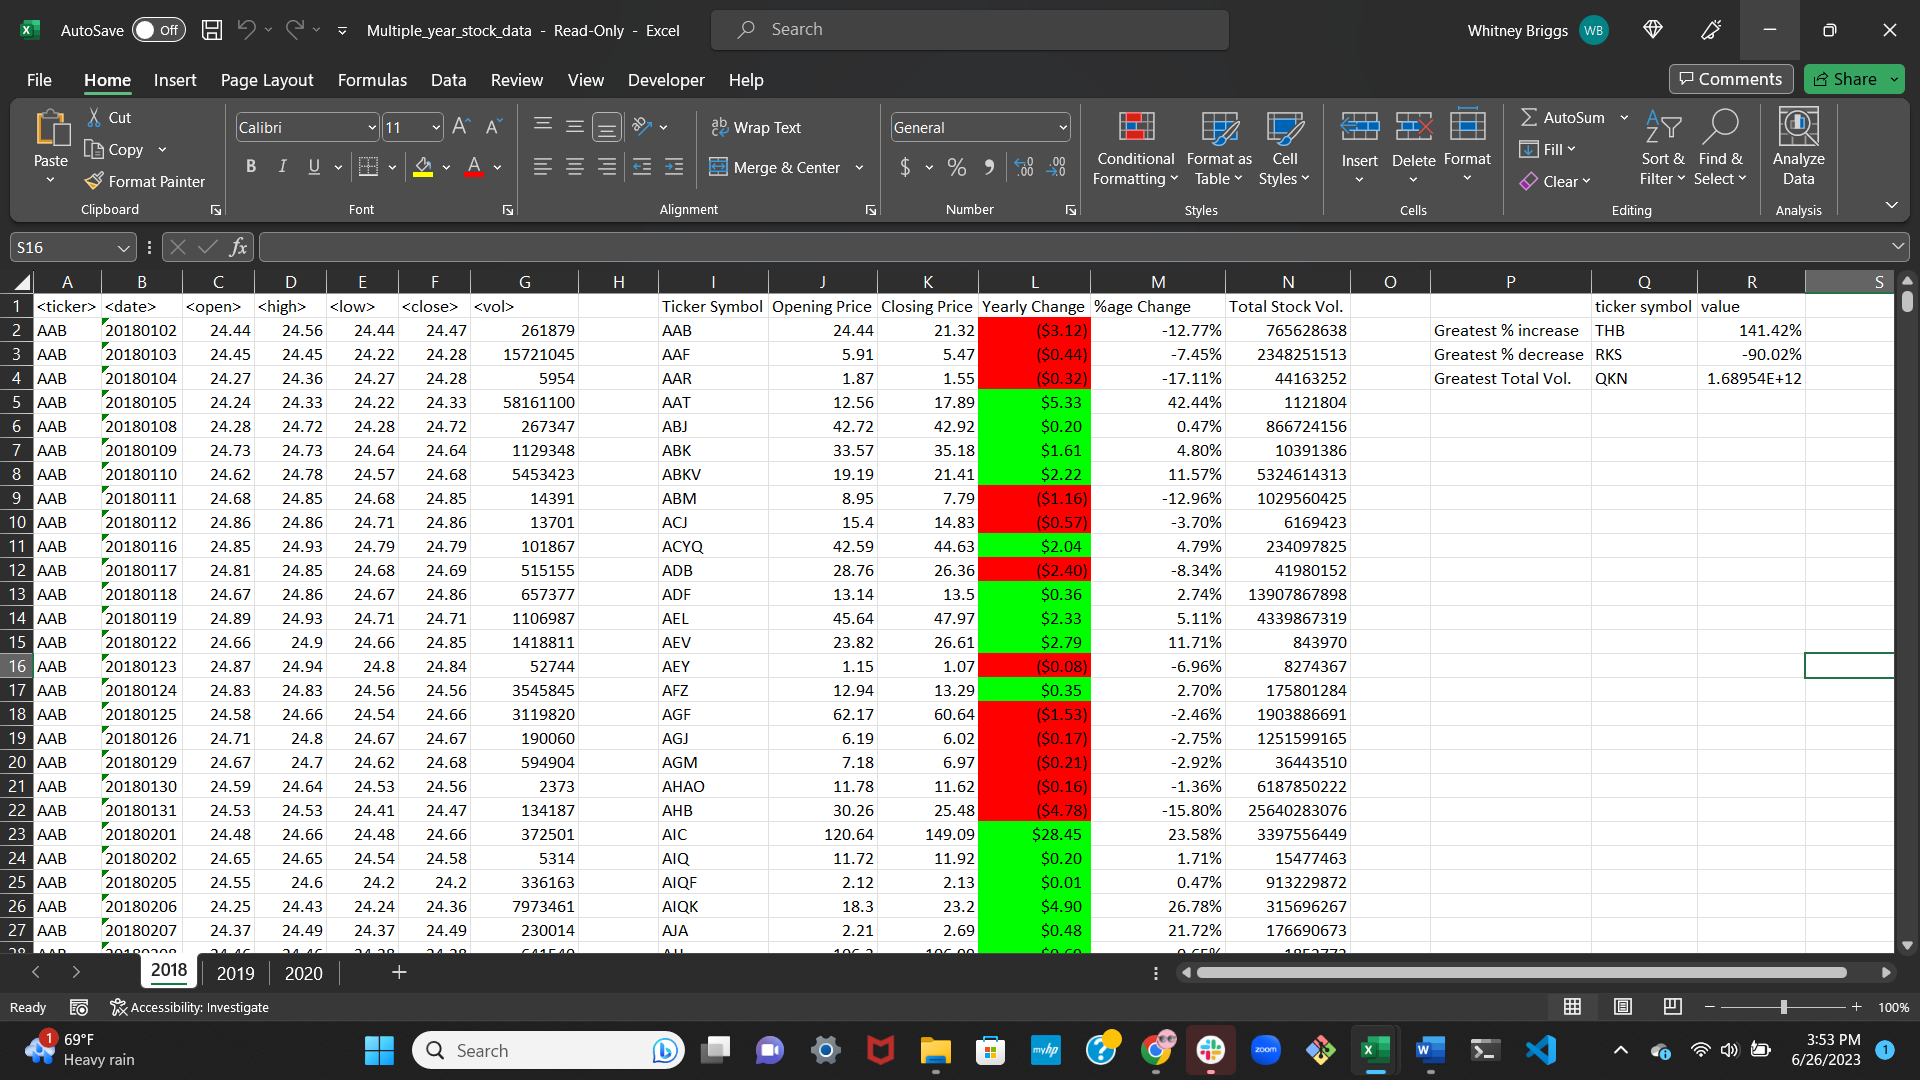 AutoSave Off Multiple_year_stock_data - Read-Only - Excel Search Whitney Briggs WB
File Home Insert Page Layout Formulas Data Review View Developer Help Comments Share
Paste Cut Copy Format Painter Clipboard
Calibri 11 B I U A Font
Wrap Text Merge & Center Alignment
General $ % Number
Conditional Formatting Format as Table Cell Styles Styles
Insert Delete Format Cells
AutoSum Fill Clear Sort & Filter Find & Select Editing
Analyze Data Analysis
S16 fx
A B C D E F G H I J K L M N O P Q R S
1 <ticker> <date> <open> <high> <low> <close> <vol> Ticker Symbol Opening Price Closing Price Yearly Change %age Change Total Stock Vol. ticker symbol value
2 AAB 20180102 24.44 24.56 24.44 24.47 261879 AAB 24.44 21.32 ($3.12) -12.77% 765628638 Greatest % increase THB 141.42%
3 AAB 20180103 24.45 24.45 24.22 24.28 15721045 AAF 5.91 5.47 ($0.44) -7.45% 2348251513 Greatest % decrease RKS -90.02%
4 AAB 20180104 24.27 24.36 24.27 24.28 5954 AAR 1.87 1.55 ($0.32) -17.11% 44163252 Greatest Total Vol. QKN 1.68954E+12
5 AAB 20180105 24.24 24.33 24.22 24.33 58161100 AAT 12.56 17.89 $5.33 42.44% 1121804
6 AAB 20180108 24.28 24.72 24.28 24.72 267347 ABJ 42.72 42.92 $0.20 0.47% 866724156
7 AAB 20180109 24.73 24.73 24.64 24.64 1129348 ABK 33.57 35.18 $1.61 4.80% 10391386
8 AAB 20180110 24.62 24.78 24.57 24.68 5453423 ABKV 19.19 21.41 $2.22 11.57% 5324614313
9 AAB 20180111 24.68 24.85 24.68 24.85 14391 ABM 8.95 7.79 ($1.16) -12.96% 1029560425
10 AAB 20180112 24.86 24.86 24.71 24.86 13701 ACJ 15.4 14.83 ($0.57) -3.70% 6169423
11 AAB 20180116 24.85 24.93 24.79 24.79 101867 ACYQ 42.59 44.63 $2.04 4.79% 234097825
12 AAB 20180117 24.81 24.85 24.68 24.69 515155 ADB 28.76 26.36 ($2.40) -8.34% 41980152
13 AAB 20180118 24.67 24.86 24.67 24.86 657377 ADF 13.14 13.5 $0.36 2.74% 13907867898
14 AAB 20180119 24.89 24.93 24.71 24.71 1106987 AEL 45.64 47.97 $2.33 5.11% 4339867319
15 AAB 20180122 24.66 24.9 24.66 24.85 1418811 AEV 23.82 26.61 $2.79 11.71% 843970
16 AAB 20180123 24.87 24.94 24.8 24.84 52744 AEY 1.15 1.07 ($0.08) -6.96% 8274367
17 AAB 20180124 24.83 24.83 24.56 24.56 3545845 AFZ 12.94 13.29 $0.35 2.70% 175801284
18 AAB 20180125 24.58 24.66 24.54 24.66 3119820 AGF 62.17 60.64 ($1.53) -2.46% 1903886691
19 AAB 20180126 24.71 24.8 24.67 24.67 190060 AGJ 6.19 6.02 ($0.17) -2.75% 1251599165
20 AAB 20180129 24.67 24.7 24.62 24.68 594904 AGM 7.18 6.97 ($0.21) -2.92% 36443510
21 AAB 20180130 24.59 24.64 24.53 24.56 2373 AHAO 11.78 11.62 ($0.16) -1.36% 6187850222
22 AAB 20180131 24.53 24.53 24.41 24.47 134187 AHB 30.26 25.48 ($4.78) -15.80% 25640283076
23 AAB 20180201 24.48 24.66 24.48 24.66 372501 AIC 120.64 149.09 $28.45 23.58% 3397556449
24 AAB 20180202 24.65 24.65 24.54 24.58 5314 AIQ 11.72 11.92 $0.20 1.71% 15477463
25 AAB 20180205 24.55 24.6 24.2 24.2 336163 AIQF 2.12 2.13 $0.01 0.47% 913229872
26 AAB 20180206 24.25 24.43 24.24 24.36 7973461 AIQK 18.3 23.2 $4.90 26.78% 315696267
27 AAB 20180207 24.37 24.49 24.37 24.49 230014 AJA 2.21 2.69 $0.48 21.72% 176690673
2018 2019 2020
Ready Accessibility: Investigate 100%
1 69°F Heavy rain Search myhp zoom 3:53 PM 6/26/2023 1